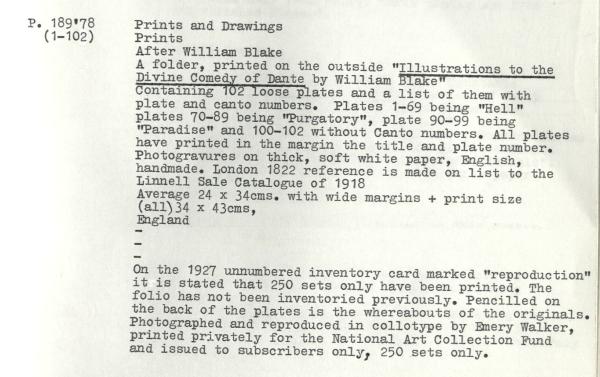 P. 189'78 Prints and Drawings
(1-102) Prints
After William Blake
A folder, printed on the outside "Illustrations to the
Divine Comedy of Dante by William Blake"
Containing 102 loose plates and a list of them with
plate and canto numbers. Plates 1-69 being "Hell"
plates 70-89 being "Purgatory", plate 90-99 being
"Paradise" and 100-102 without Canto numbers. All plates
have printed in the margin the title and plate number.
Photogravures on thick, soft white paper, English,
handmade. London 1822 reference is made on list to the
Linnell Sale Catalogue of 1918
Average 24 x 34cms. with wide margins + print size
(all)34 x 43cms,
England
-
-
-
On the 1927 unnumbered inventory card marked "reproduction"
it is stated that 250 sets only have been printed. The
folio has not been inventoried previously. Pencilled on
the back of the plates is the whereabouts of the originals.
Photographed and reproduced in collotype by Emery Walker,
printed privately for the National Art Collection Fund
and issued to subscribers only, 250 sets only.